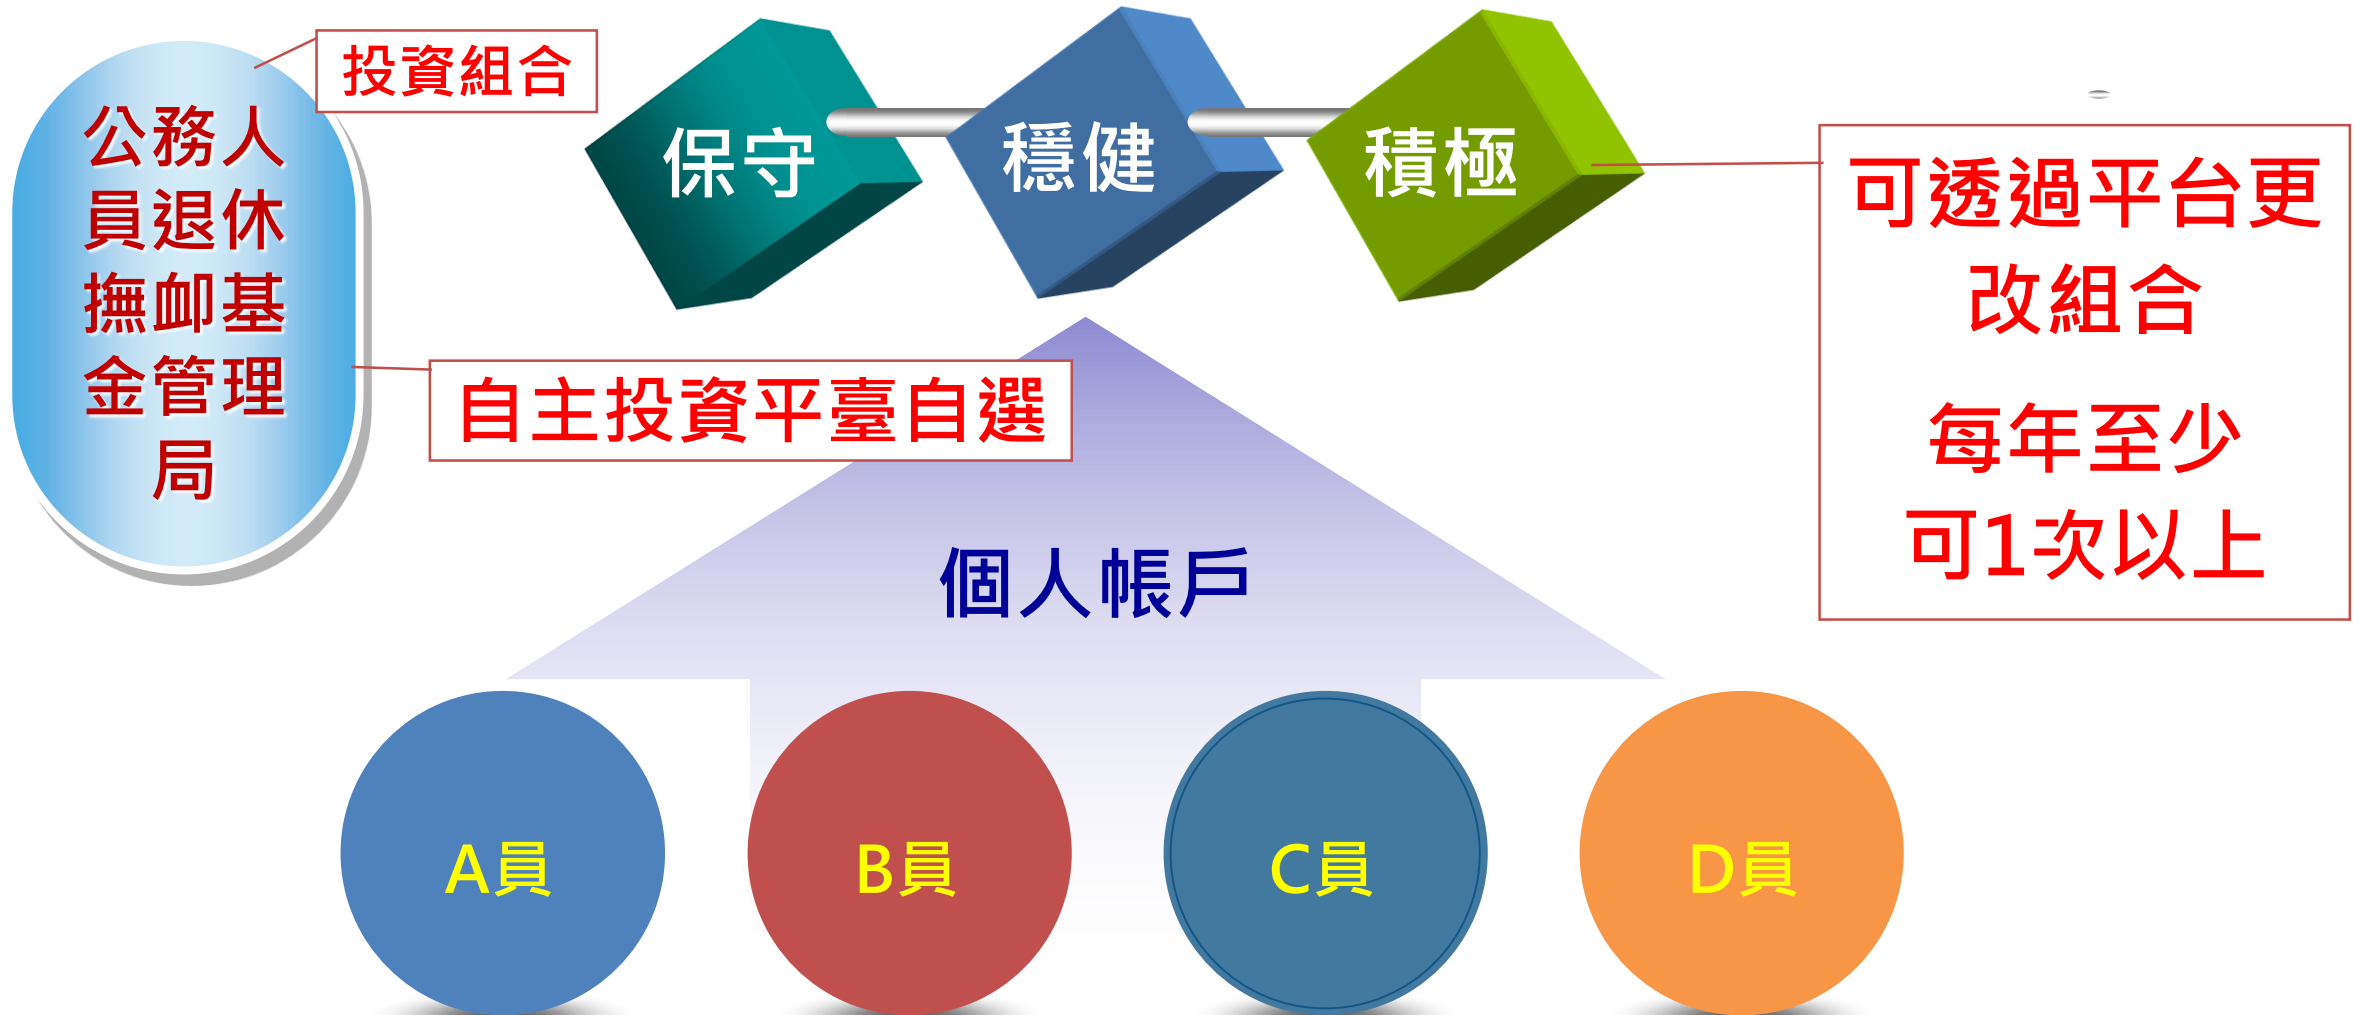 投資組合
公務人
員退休
撫卹基
金管理
局
保守
穩健
積極
可透過平台更
改組合
每年至少
可1次以上
自主投資平臺自選
個人帳戶
A員
B員
C員
D員